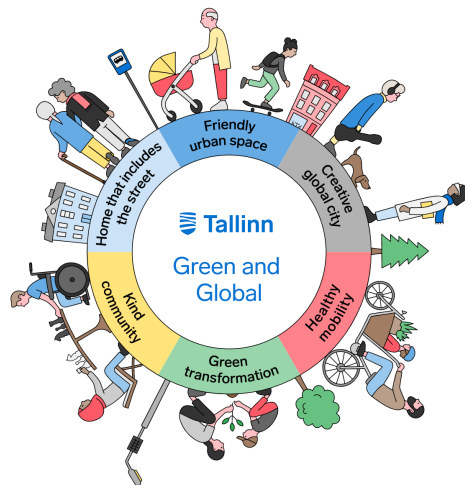 Tallinn
Green and
Global
Friendly
urban space
Creative
global city
Healthy
mobility
Green
transformation
Kind
community
Home that includes
the street